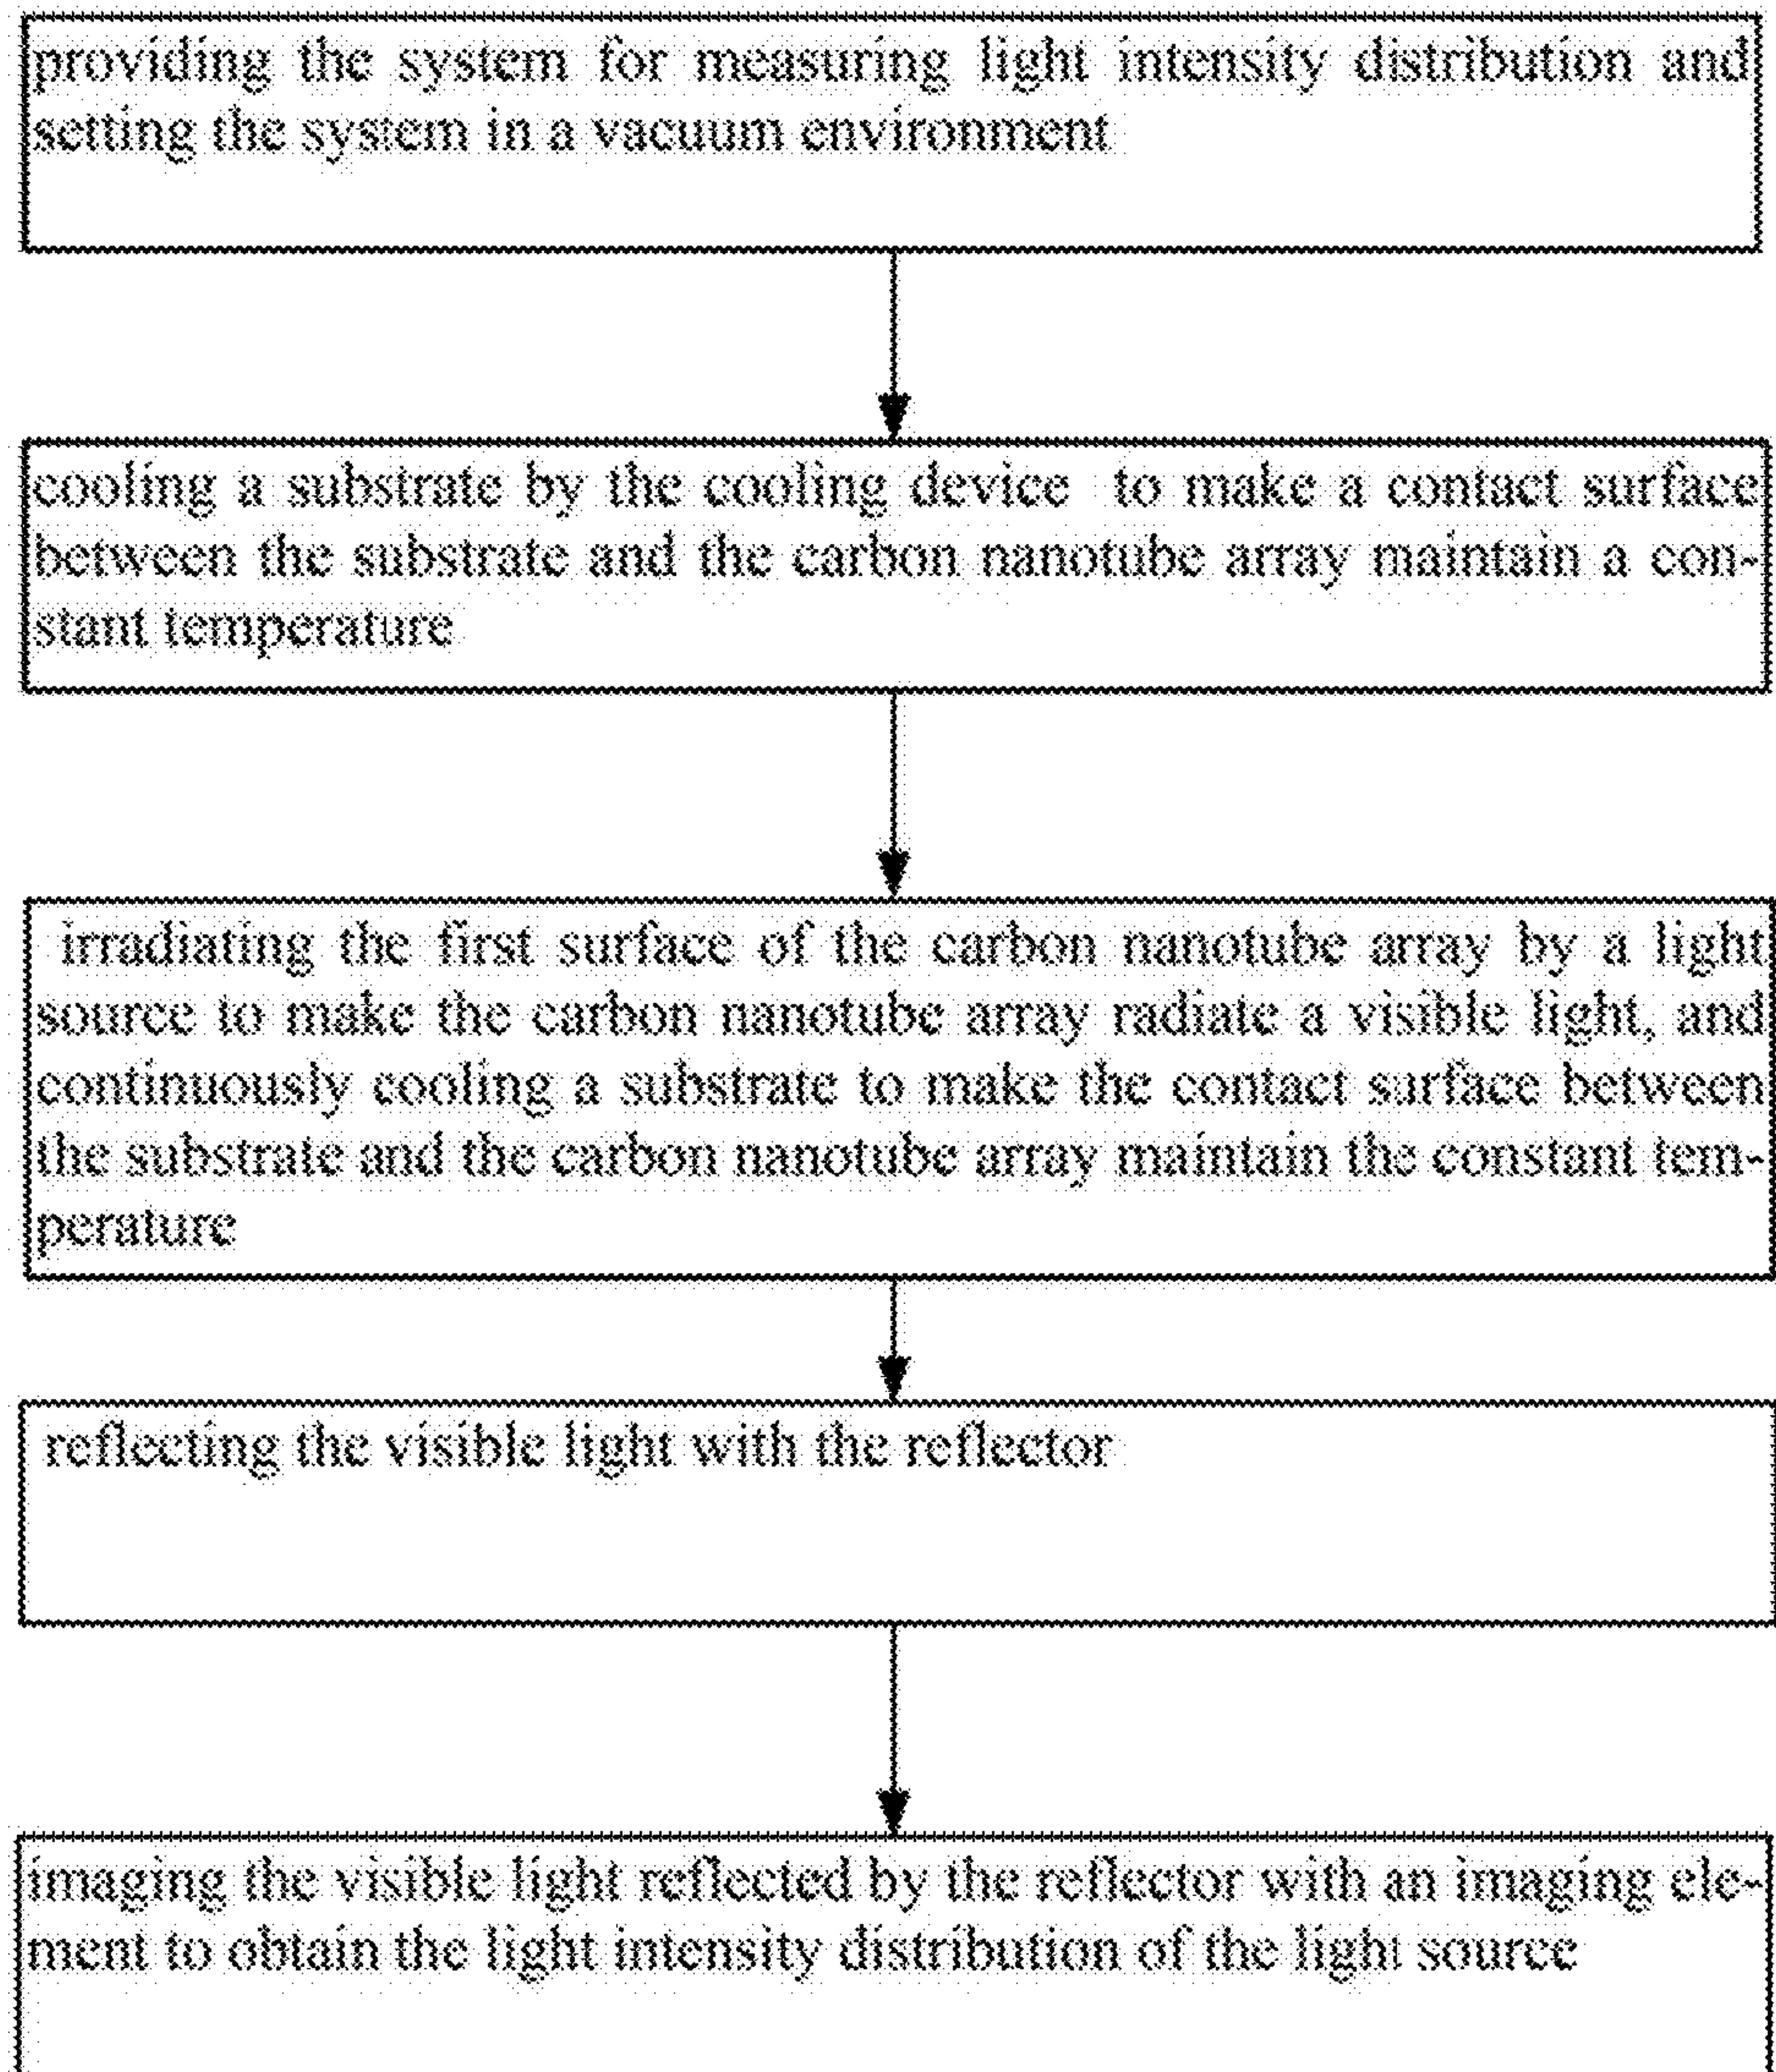 providing the system for measuring light intensity distribution and
setting the system in a vacuum environment
cooling a substrate by the cooling device to make a contact surface
between the substrate and the carbon nanotube array maintain a con-
stant temperature
irradiating the first surface of the carbon nanotube array by a light
source to make the carbon nanotube array radiate a visible light, and
continuously cooling a substrate to make the contact surface between
the substrate and the carbon nanotube array maintain the constant tem-
perature
reflecting the visible light with the reflector
imaging the visible light reflected by the reflector with an imaging ele-
ment to obtain the light intensity distribution of the light source